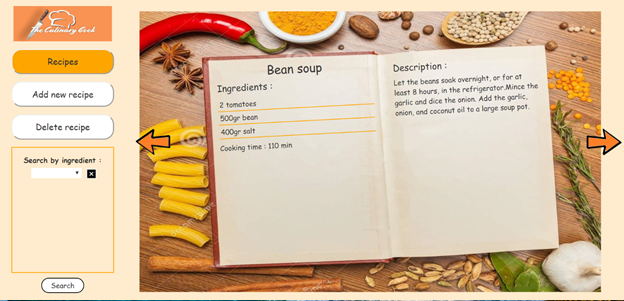 The Culinary Geek
Recipes
Add new recipe
Delete recipe
Search by ingredient :
Search
Bean soup
Ingredients :
2 tomatoes
500gr bean
400gr salt
Cooking time : 110 min
Description :
Let the beans soak overnight, or for at
least 8 hours, in the refrigerator.Mince the
garlic and dice the onion. Add the garlic,
onion, and coconut oil to a large soup pot.